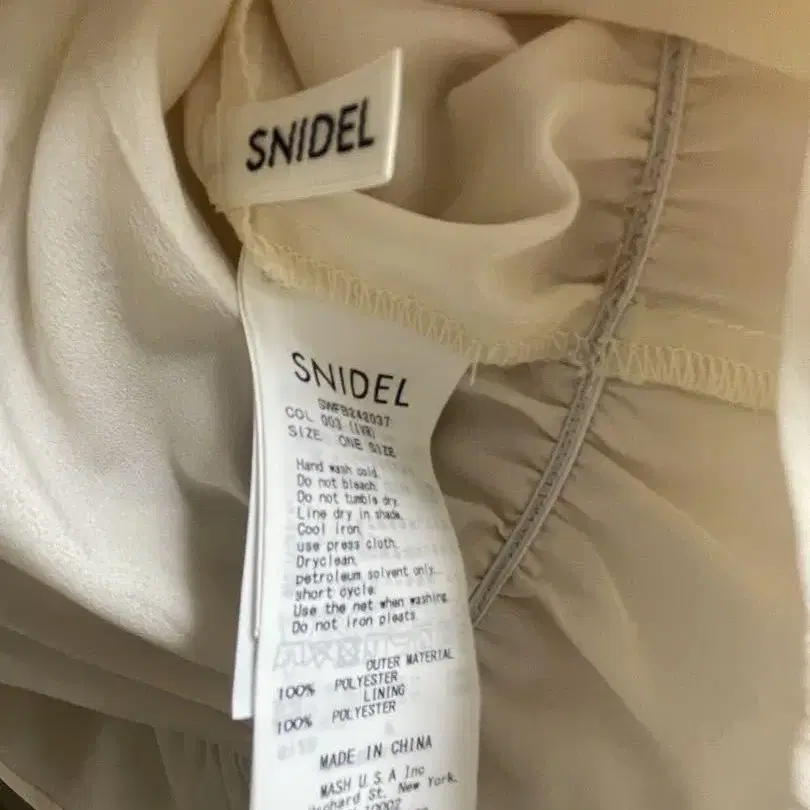 SNIDEL
SNIDEL
SWFB242037
COL 003 (IVR)
SIZE ONE SIZE
Hand wash cold.
Do not bleach.
Do not tumble dry.
Line dry in shade.
Cool iron.
use press cloth.
Dryclean.
petroleum solvent only..
short cycle.
Use the net when washing.
Do not iron pleats.
OUTER MATERIAL
100% POLYESTER
LINING
100% POLYESTER
MADE IN CHINA
MASH U.S.A Inc
St. New York.
10002